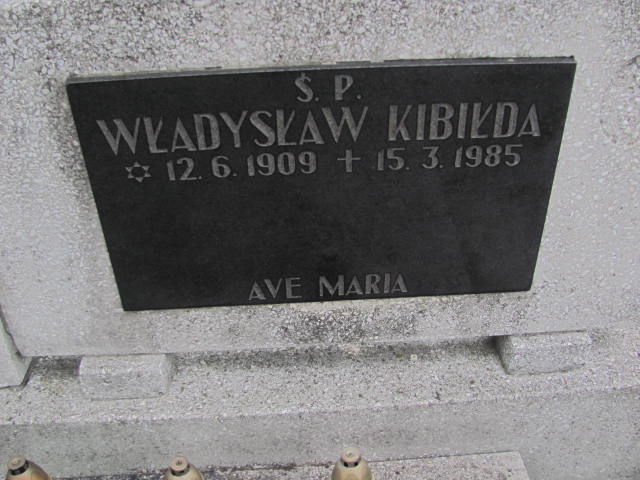 Ś. P.
WŁADYSŁAW KIBIŁDA
✡ 12. 6. 1909 ✝ 15. 3. 1985
AVE MARIA